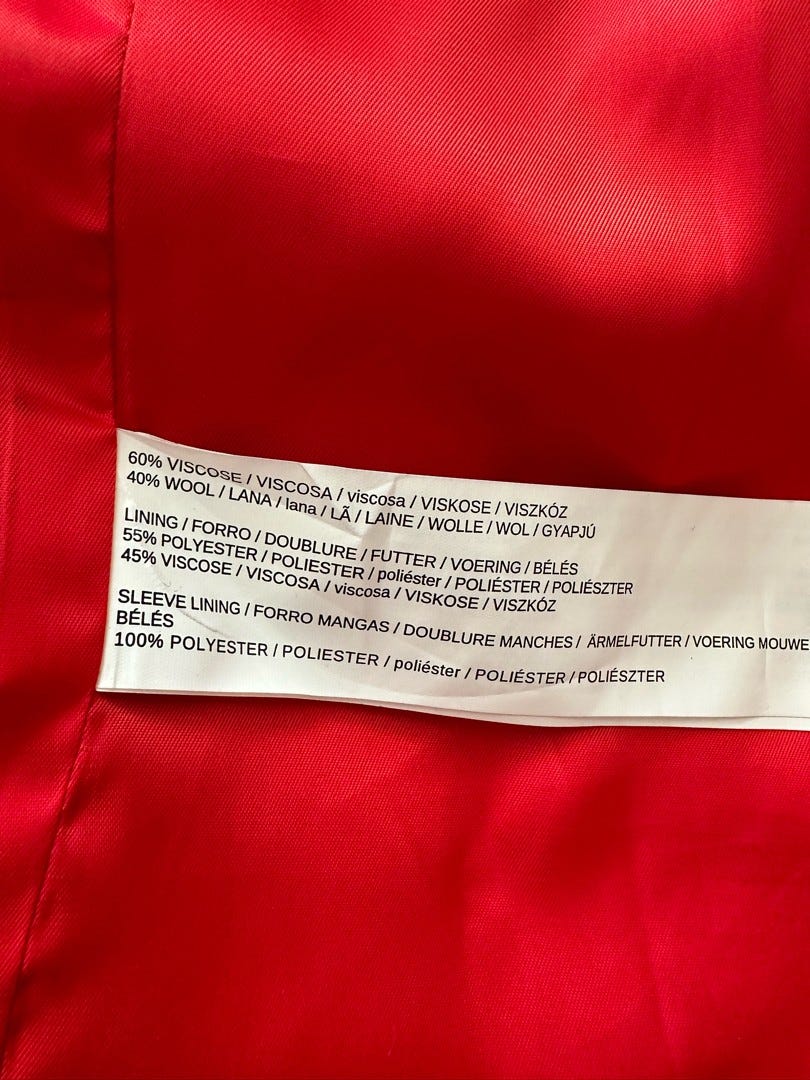 60% VISCOSE / VISCOSA / viscosa / VISKOSE / VISZKÓZ
40% WOOL / LANA / lana / LÃ / LAINE / WOLLE / WOL / GYAPJÚ
LINING / FORRO / DOUBLURE / FUTTER / VOERING / BÉLÉS
55% POLYESTER / POLIESTER / poliéster / POLIÉSTER / POLIÉSZTER
45% VISCOSE / VISCOSA / viscosa / VISKOSE / VISZKÓZ
SLEEVE LINING / FORRO MANGAS / DOUBLURE MANCHES / ÄRMELFUTTER / VOERING MOUWE
BÉLÉS
100% POLYESTER / POLIESTER / poliéster / POLIÉSTER / POLIÉSZTER